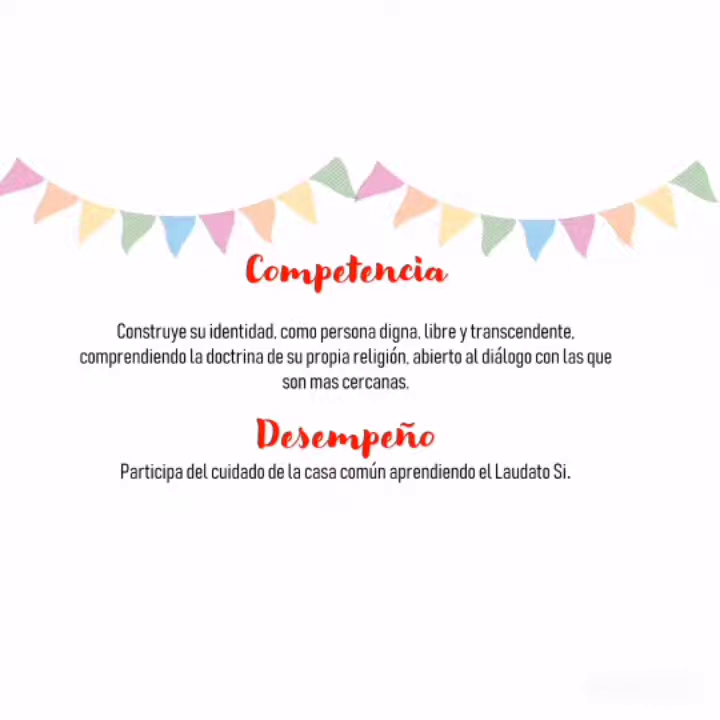 Competencia
Construye su identidad, como persona digna, libre y transcendente,
comprendiendo la doctrina de su propia religión, abierto al diálogo con las que
son mas cercanas.
Desempeño
Participa del cuidado de la casa común aprendiendo el Laudato Si.